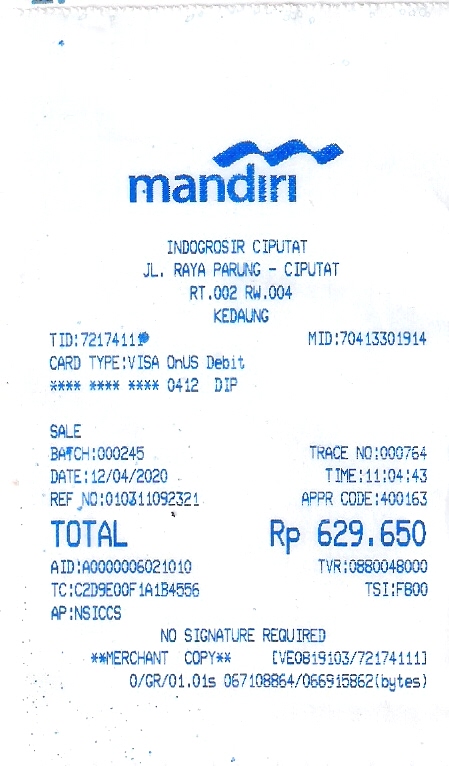 mandırı
INDOGROSIR CIPUTAT
JL. RAYA PARUNG - CIPUTAT
RT.002 RW.004
KEDAUNG
TID:72174111 MID:70413301914
CARD TYPE:VISA OnUS Debit
**** **** **** 0412 DIP
SALE
BATCH:000245 TRACE NO:000764
DATE:12/04/2020 TIME:11:04:43
REF NO:010311092321 APPR CODE:400163
TOTAL Rp 629.650
AID:A0000006021010 TVR:0880048000
TC:C2D9E00F1A1B4556 TSI:F800
AP:NSICCS
NO SIGNATURE REQUIRED
**MERCHANT COPY** [VE0819103/72174111]
0/GR/01.01s 067108864/066915862(bytes)